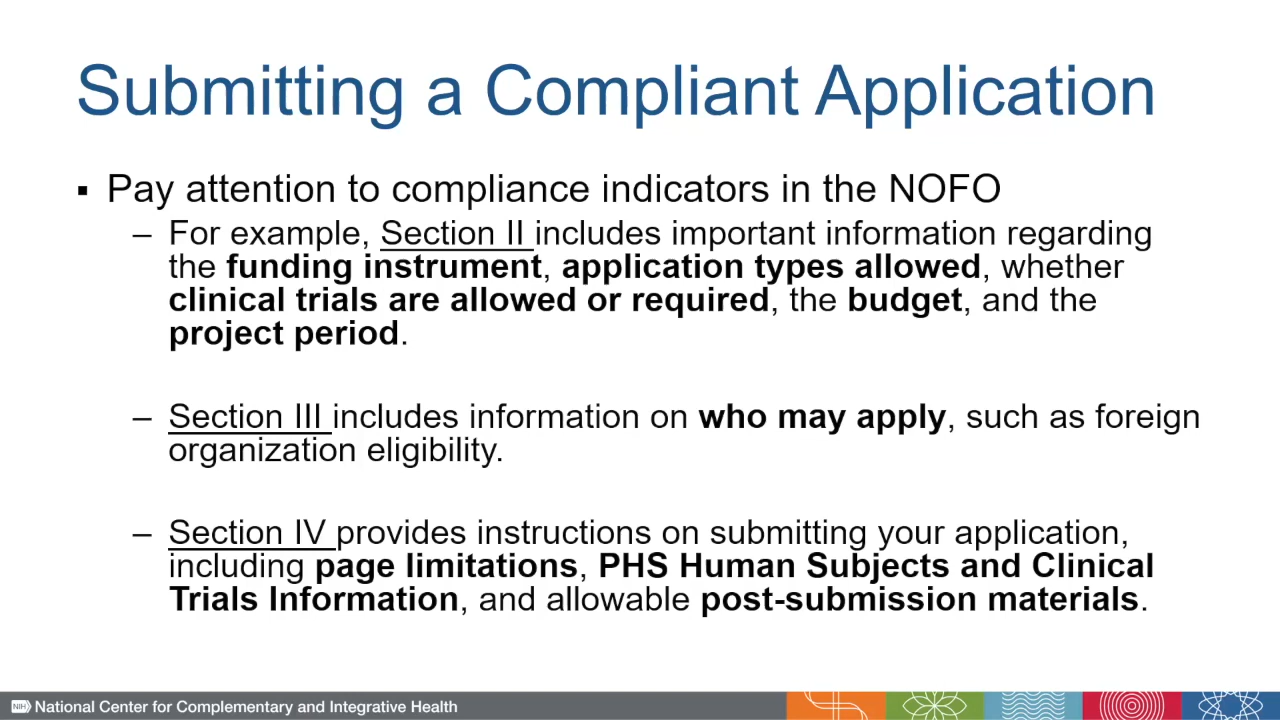 Submitting a Compliant Application
▪ Pay attention to compliance indicators in the NOFO
– For example, Section II includes important information regarding
the funding instrument, application types allowed, whether
clinical trials are allowed or required, the budget, and the
project period.
– Section III includes information on who may apply, such as foreign
organization eligibility.
– Section IV provides instructions on submitting your application,
including page limitations, PHS Human Subjects and Clinical
Trials Information, and allowable post-submission materials.
NIH National Center for Complementary and Integrative Health